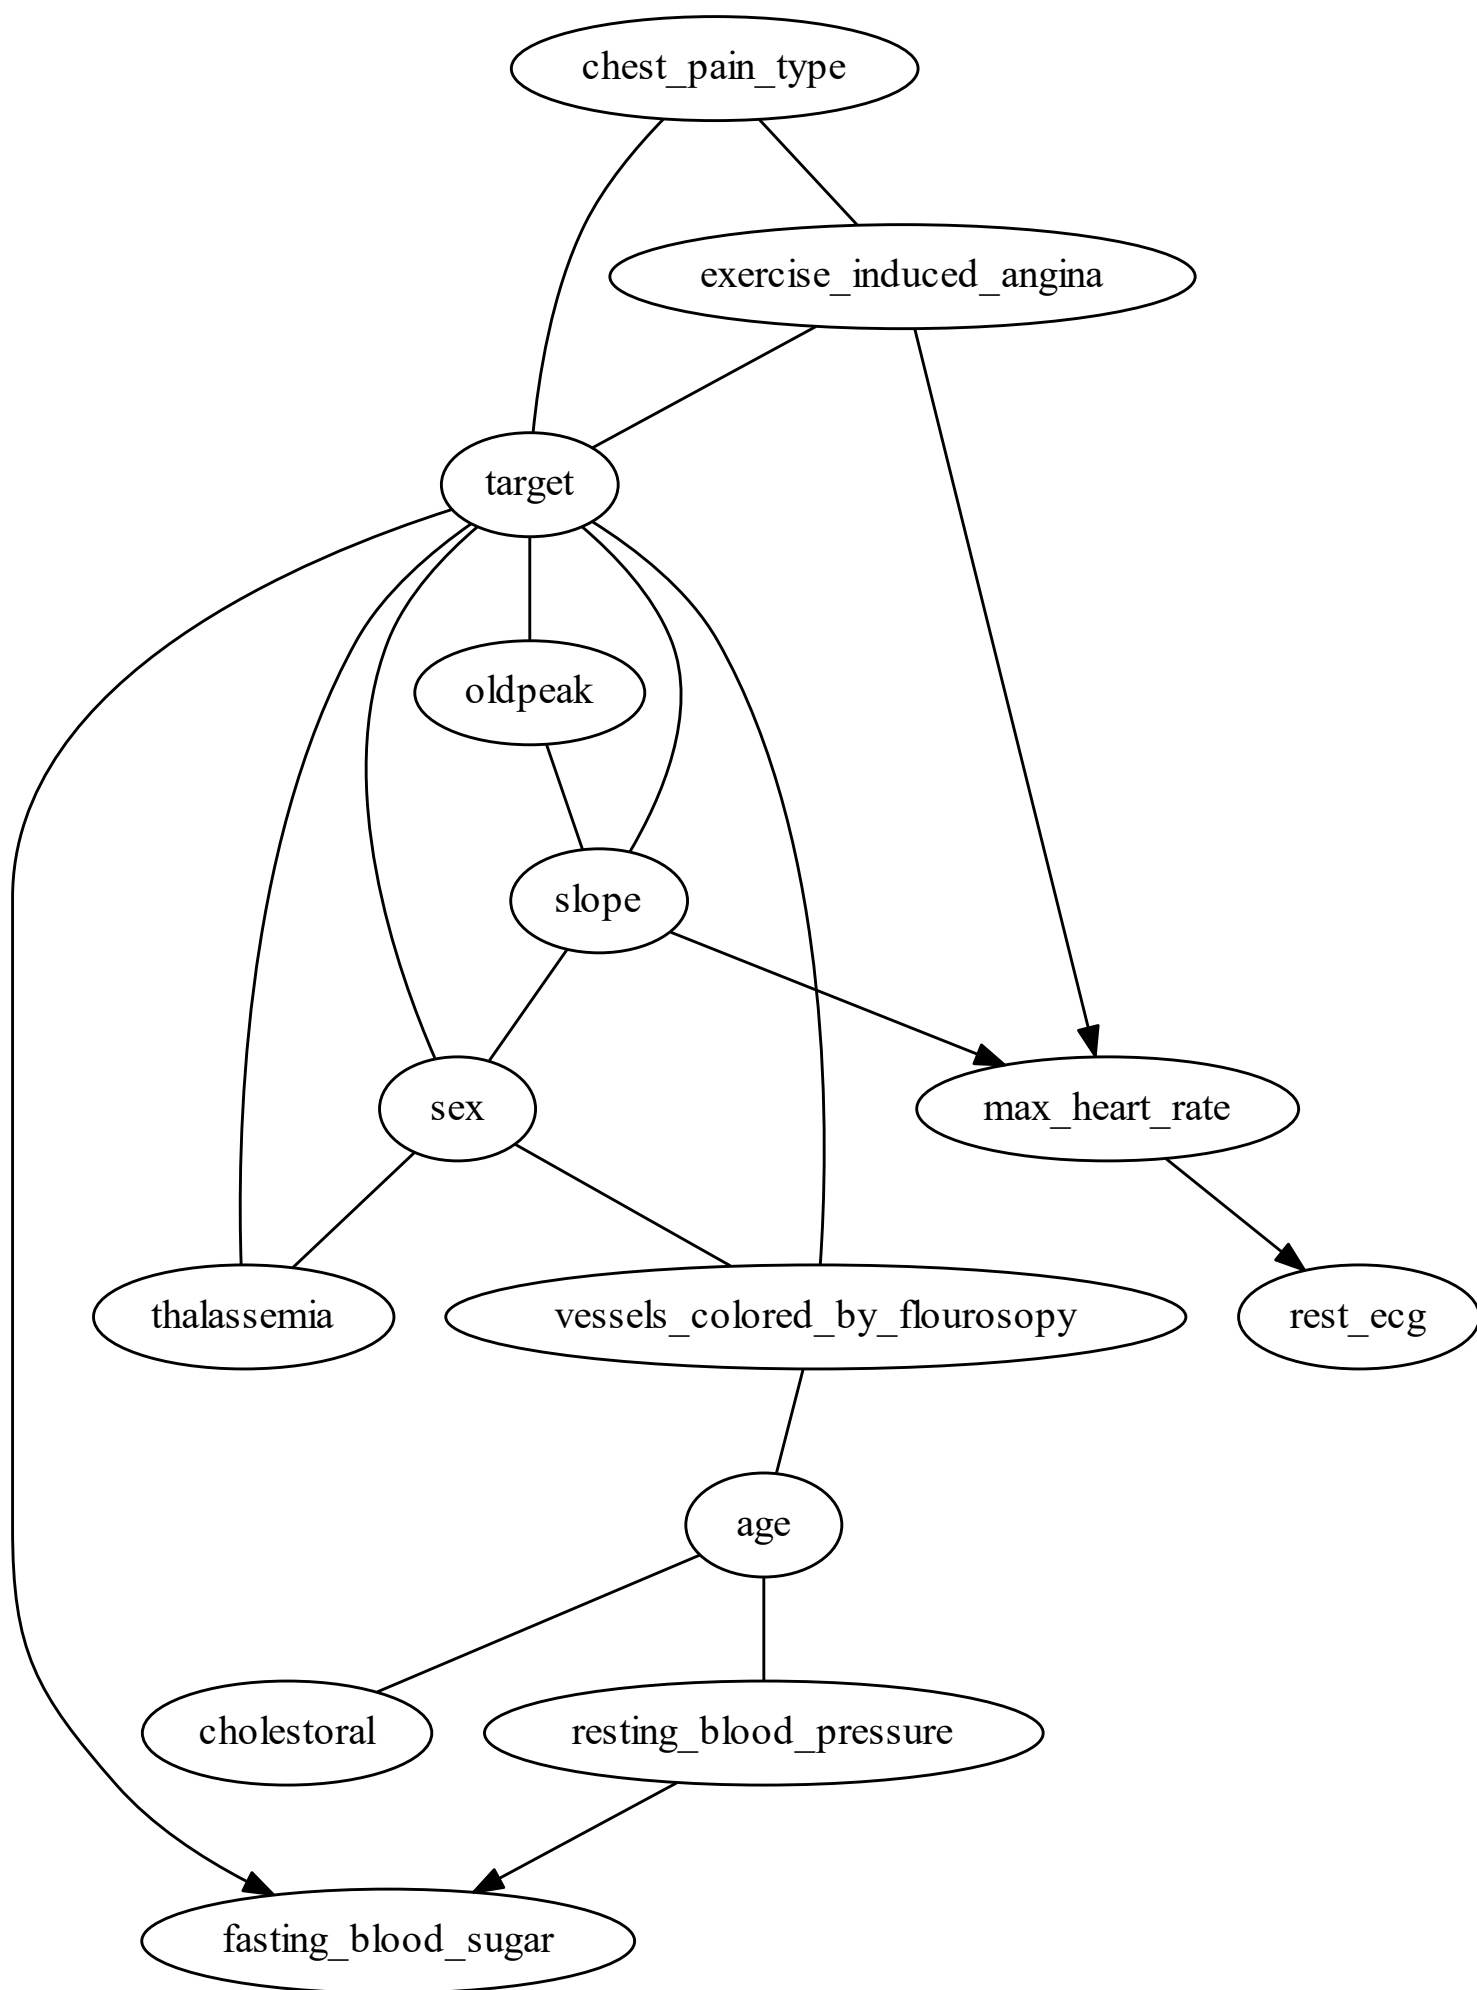 chest_pain_type
exercise_induced_angina
target
oldpeak
slope
sex
max_heart_rate
thalassemia
vessels_colored_by_flourosopy
rest_ecg
age
cholestoral
resting_blood_pressure
fasting_blood_sugar